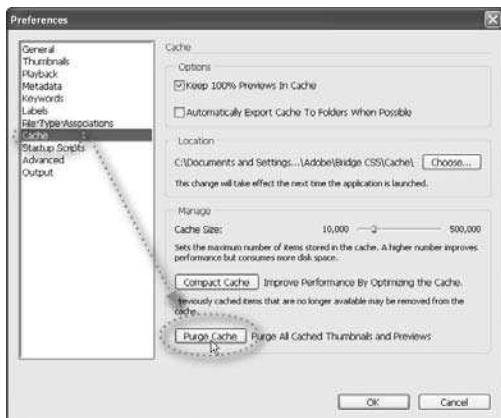 Preferences
General
Thumbnails
Playback
Metadata
Keywords
Labels
File Type Associations
Cache
Startup Scripts
Advanced
Output
Cache
Options
Keep 100% Previews In Cache
Automatically Export Cache To Folders When Possible
Location
C:\Documents and Settings...\Adobe\Bridge CS5\Cache\
Choose...
This change will take effect the next time the application is launched.
Manage
Cache Size: 10,000 500,000
Sets the maximum number of items stored in the cache. A higher number improves
performance but consumes more disk space.
Compact Cache Improve Performance By Optimizing the Cache.
Previously cached items that are no longer available may be removed from the
cache.
Purge Cache Purge All Cached Thumbnails and Previews
OK Cancel